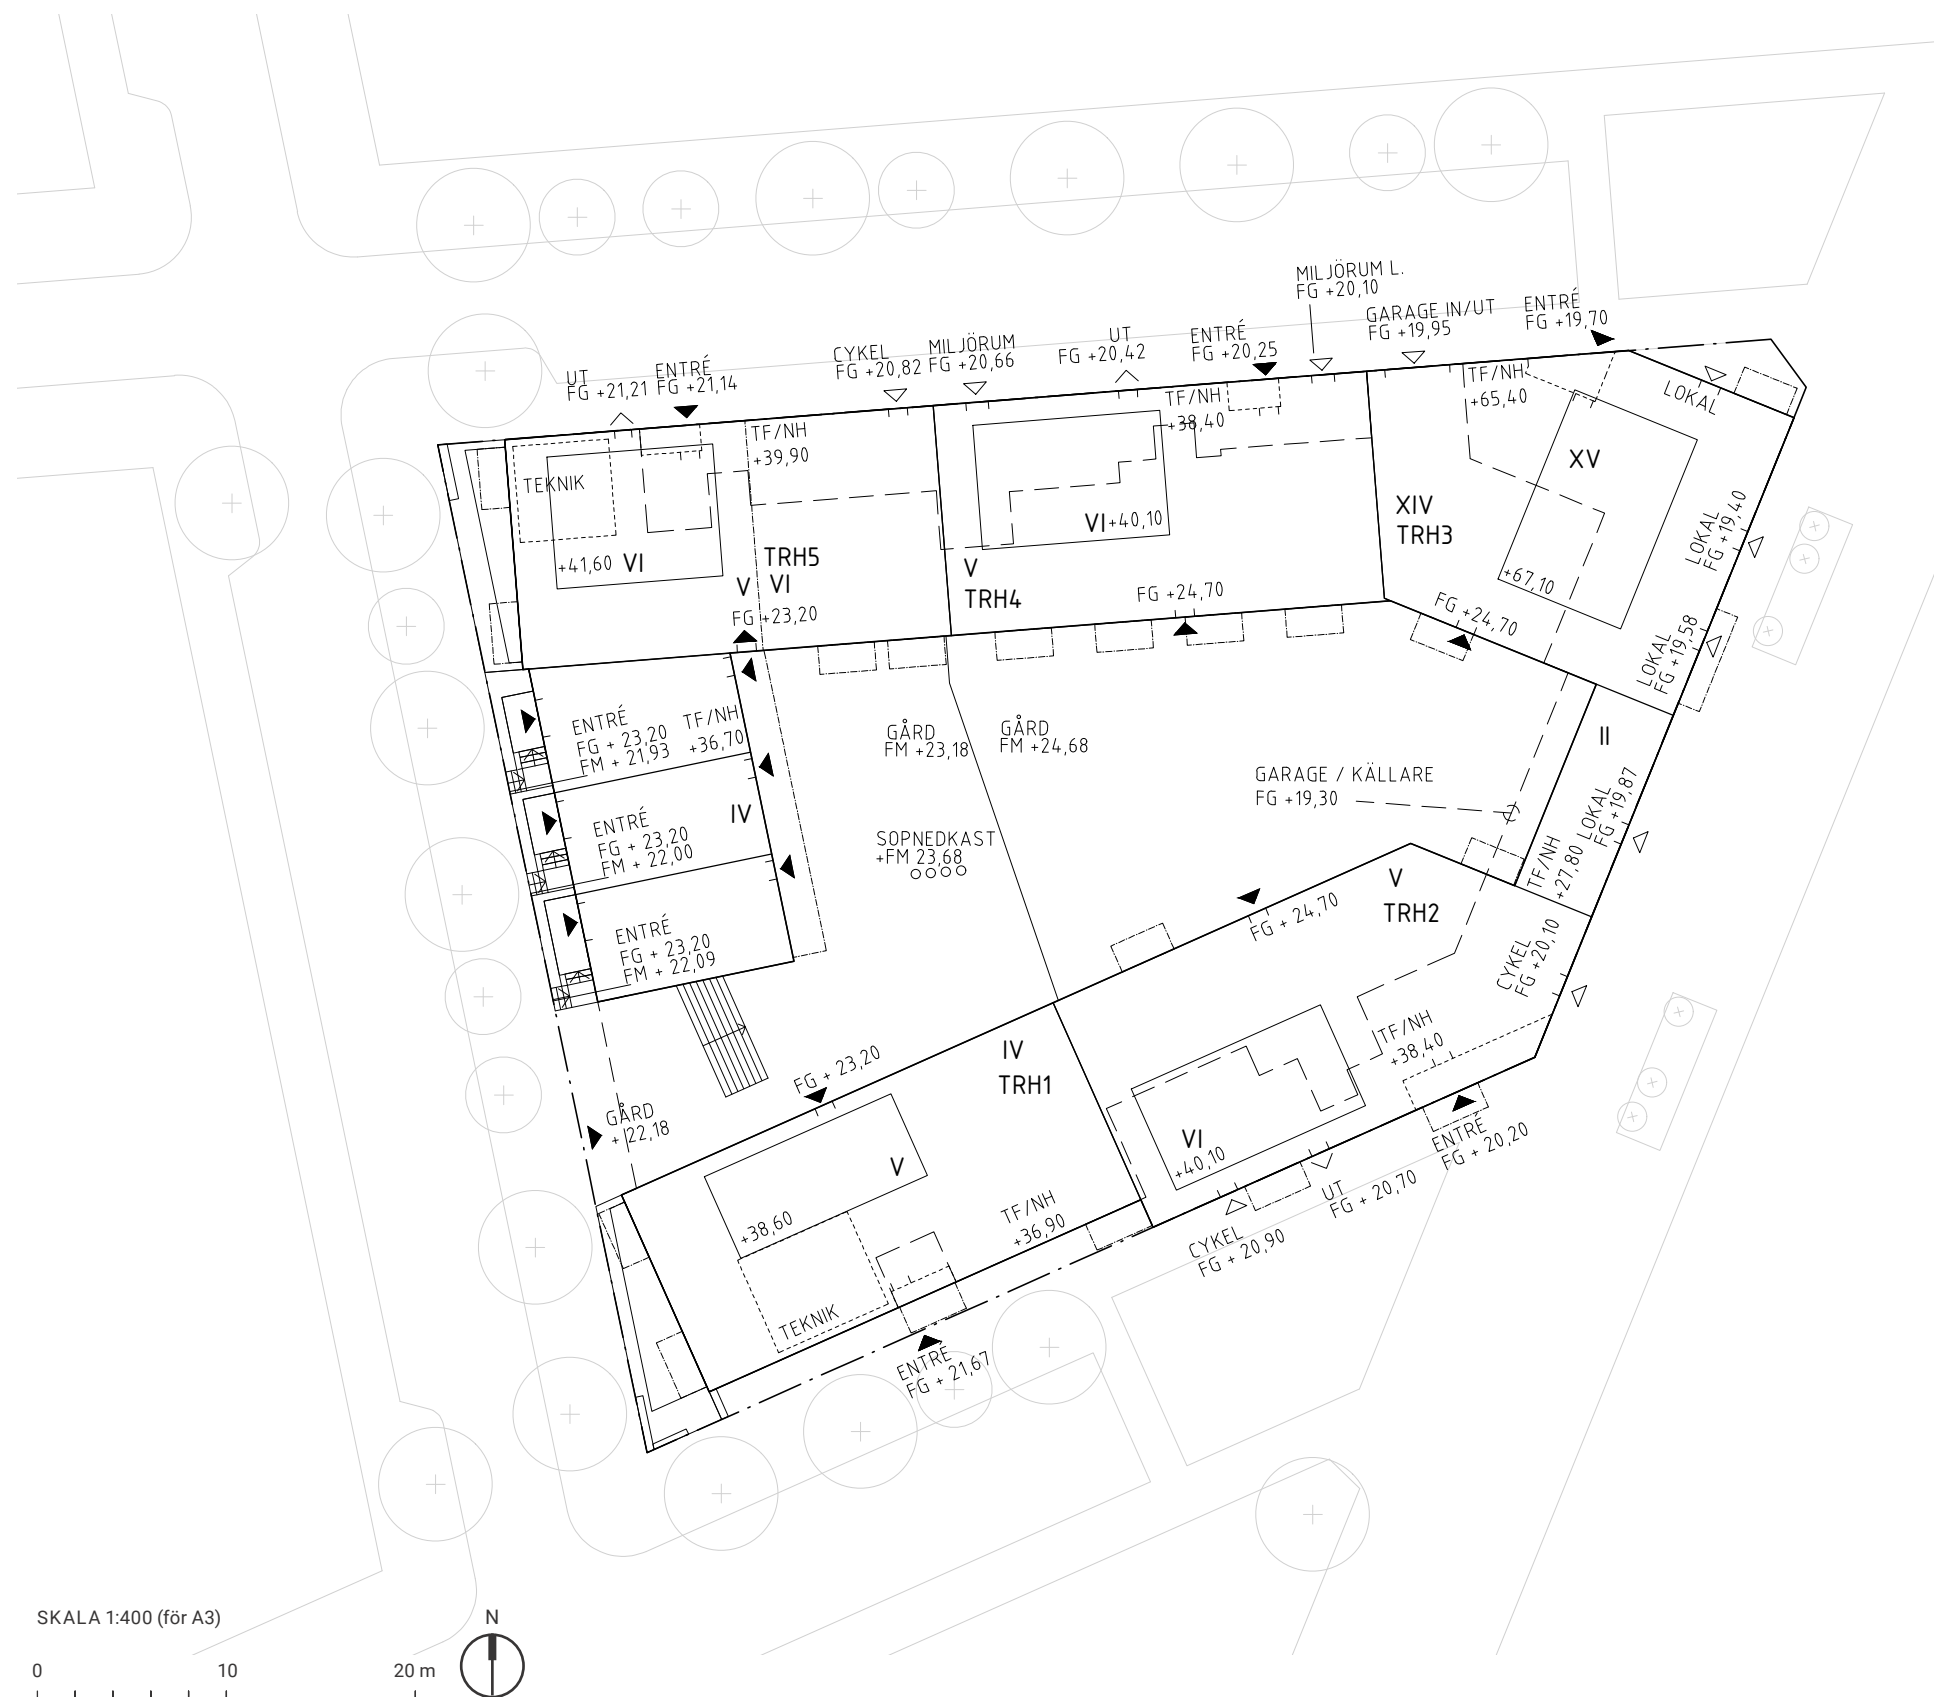 MILJÖRUM L.
FG +20,10
GARAGE IN/UT
FG +19,95
ENTRÉ
FG +19,70
UT
FG +21,21
ENTRÉ
FG +21,14
CYKEL
FG +20,82
MILJÖRUM
FG +20,66
UT
FG +20,42
ENTRÉ
FG +20,25
TF/NH
+39,90
TF/NH
+38,40
TF/NH
+65,40
LOKAL
TEKNIK
+41,60
VI
V
TRH5
VI
FG +23,20
VI
+40,10
V
TRH4
FG +24,70
XV
XIV
TRH3
+67,10
FG +24,70
LOKAL
FG +19,40
LOKAL
FG +19,58
II
LOKAL
FG +19,87
TF/NH
+27,80
ENTRÉ
FG + 23,20
FM + 21,93
TF/NH
+36,70
GÅRD
FM +23,18
GÅRD
FM +24,68
GARAGE / KÄLLARE
FG +19,30
IV
ENTRÉ
FG + 23,20
FM + 22,00
SOPNEDKAST
+FM 23,68
ENTRÉ
FG + 23,20
FM + 22,09
V
TRH2
FG + 24,70
CYKEL
FG +20,10
TF/NH
+38,40
FG + 23,20
IV
TRH1
GÅRD
+ 22,18
V
+38,60
TF/NH
+36,90
VI
+40,10
ENTRÉ
FG + 20,20
UT
FG + 20,70
CYKEL
FG + 20,90
TEKNIK
ENTRÉ
FG + 21,67
SKALA 1:400 (för A3)
N
0 10 20 m